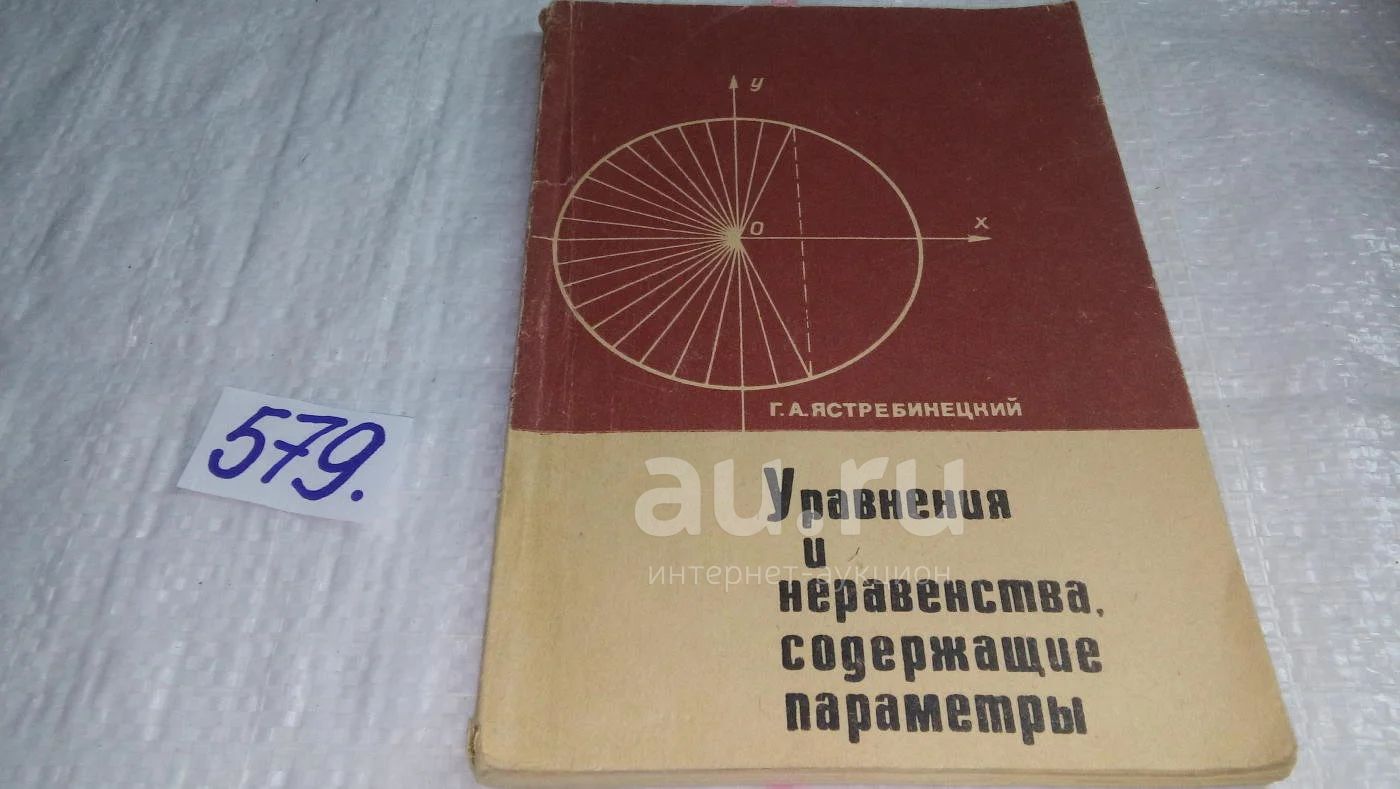 y
O
x
Г. А. ЯСТРЕБИНЕЦКИЙ
579.
Уравнения
и
неравенства,
содержащие
параметры
au.ru
интернет-аукцион